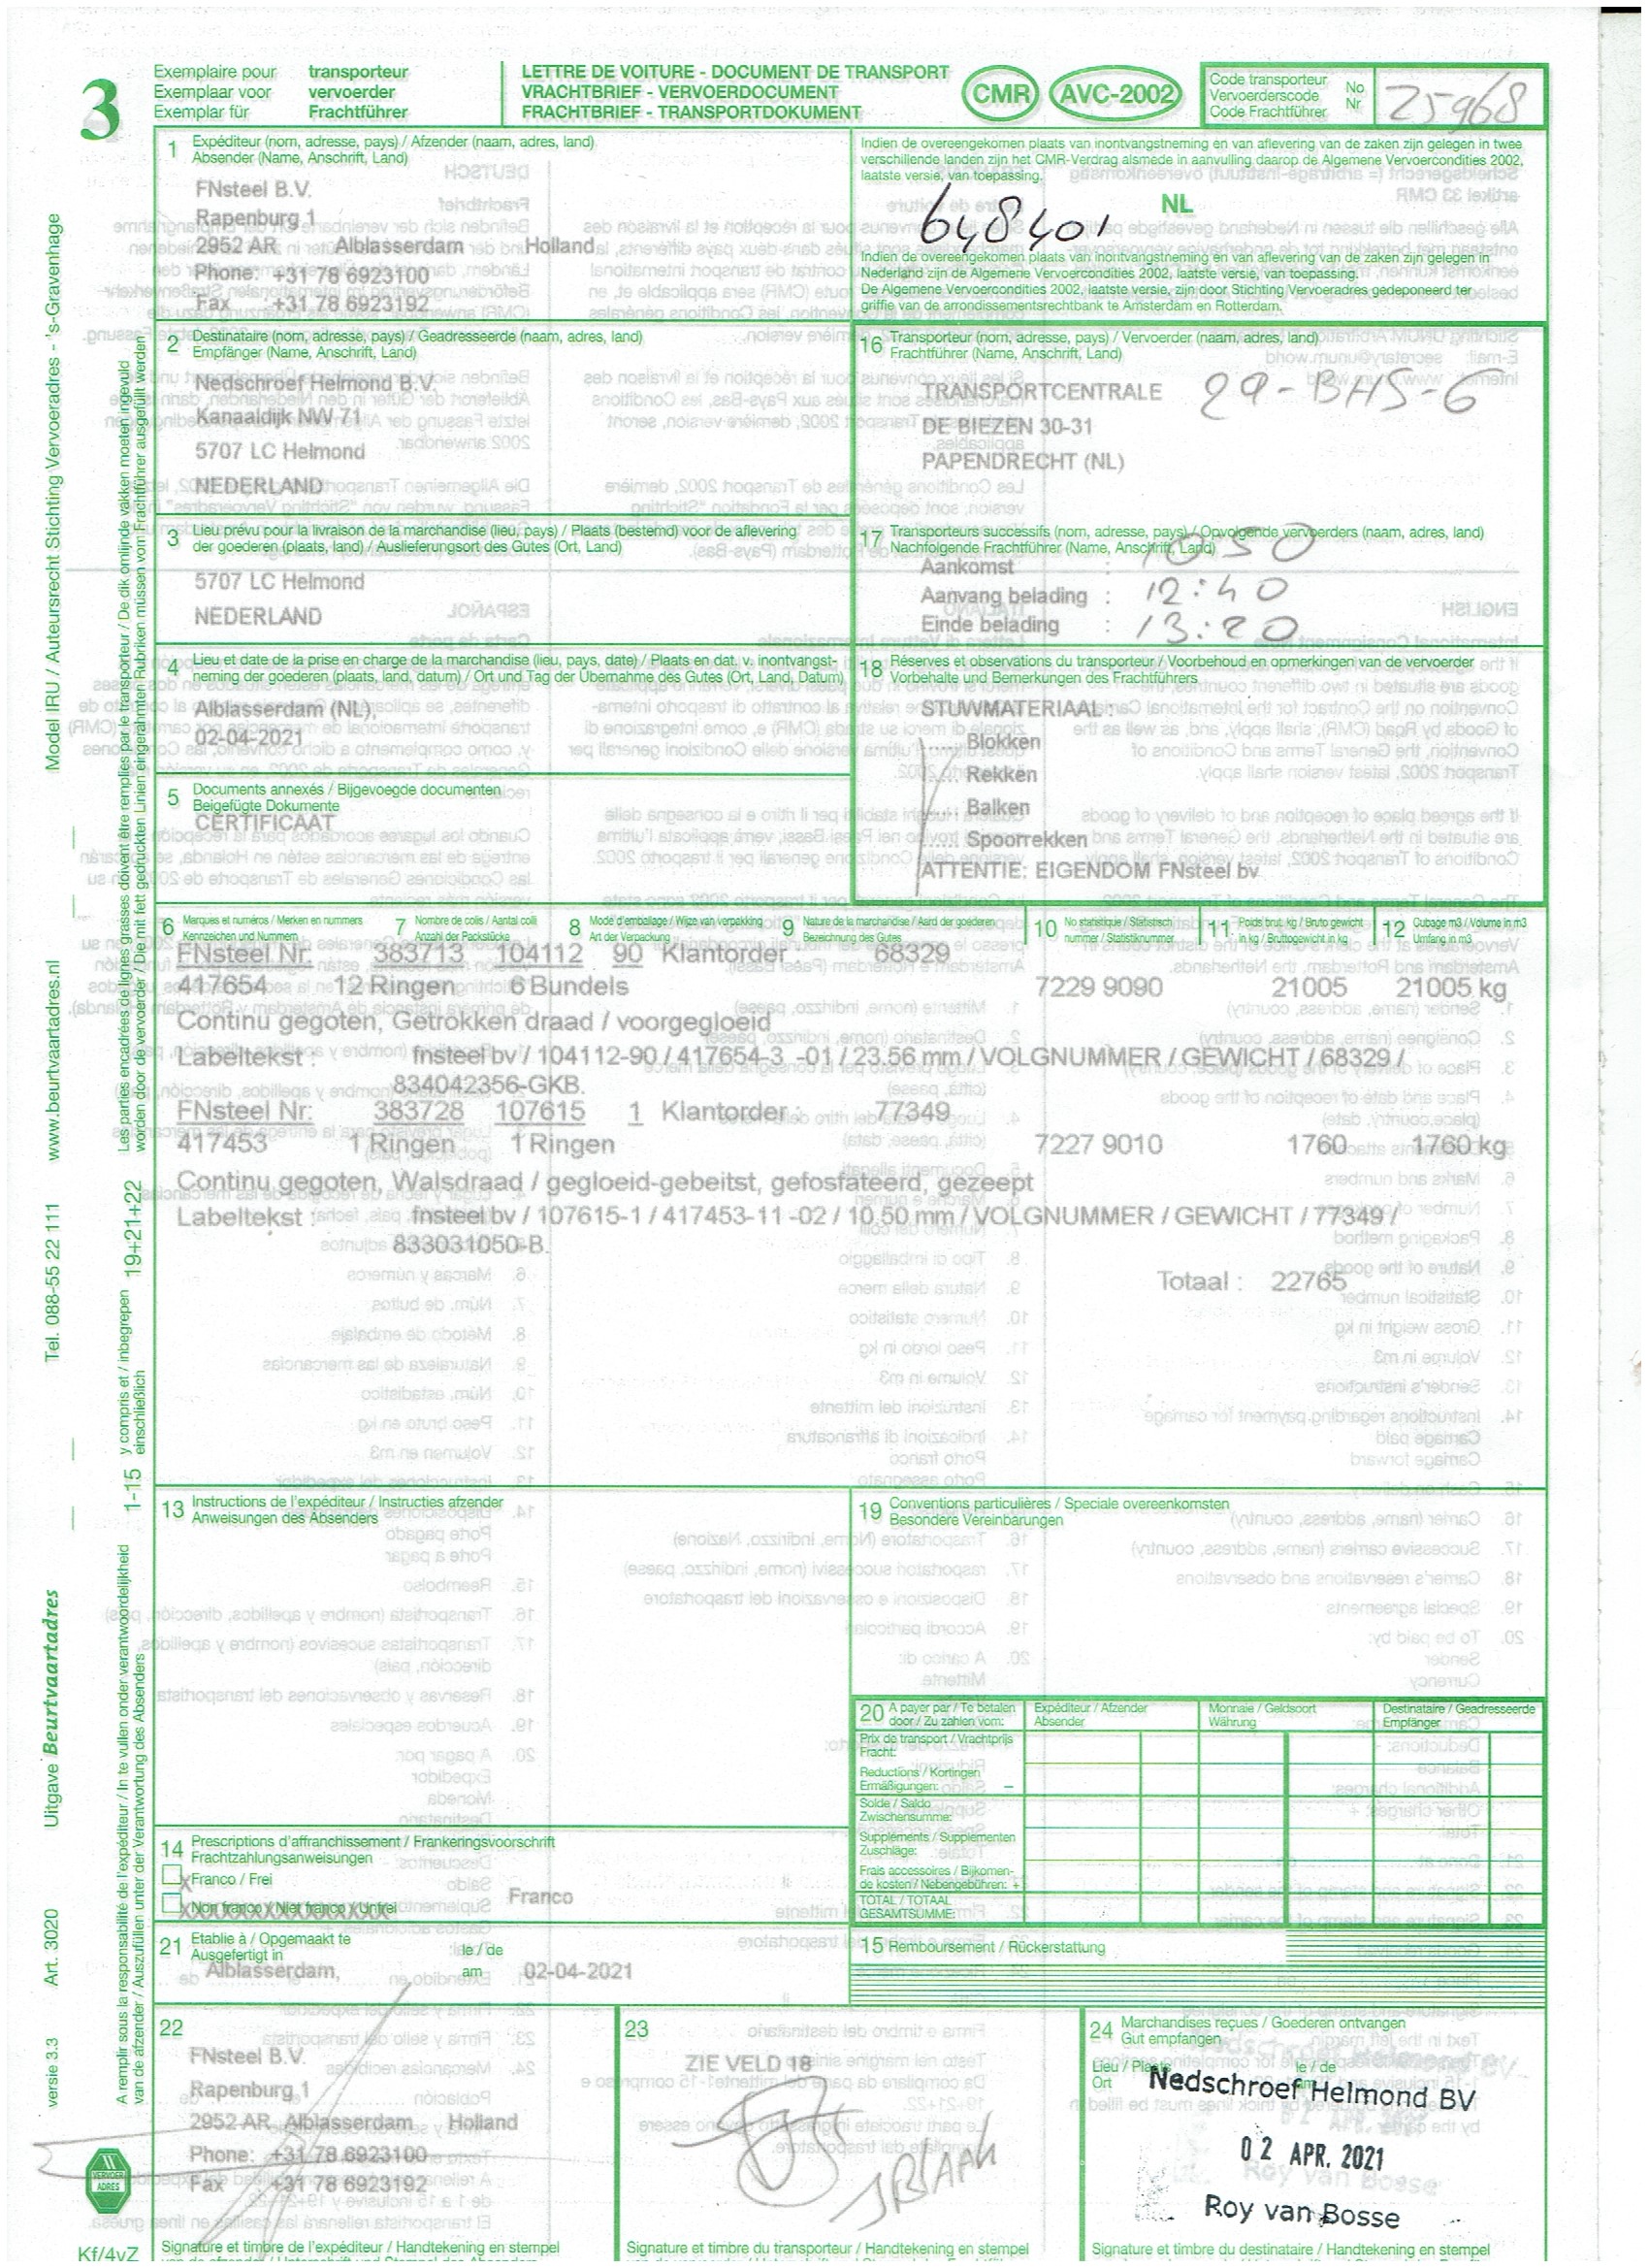 3
Exemplaire pour transporteur
Exemplaar voor vervoerder
Exemplar für Frachtführer
LETTRE DE VOITURE - DOCUMENT DE TRANSPORT
VRACHTBRIEF - VERVOERDOCUMENT
FRACHTBRIEF - TRANSPORTDOKUMENT
CMR AVC-2002
Code transporteur No
Vervoerderscode Nr
Code Frachtführer
25968
1 Expéditeur (nom, adresse, pays) / Afzender (naam, adres, land)
Absender (Name, Anschrift, Land)
FNsteel B.V.
Rapenburg 1
2952 AR Alblasserdam Holland
Phone: +31 78 6923100
Fax : +31 78 6923192
Indien de overeengekomen plaats van inontvangstneming en van aflevering van de zaken zijn gelegen in twee
verschillende landen zijn het CMR-Verdrag alsmede in aanvulling daarop de Algemene Vervoercondities 2002,
laatste versie, van toepassing.
NL
648401
Indien de overeengekomen plaats van inontvangstneming en van aflevering van de zaken zijn gelegen in
Nederland zijn de Algemene Vervoercondities 2002, laatste versie, van toepassing.
De Algemene Vervoercondities 2002, laatste versie, zijn door Stichting Vervoeradres gedeponeerd ter
griffie van de arrondissementsrechtbank te Amsterdam en Rotterdam.
2 Destinataire (nom, adresse, pays) / Geadresseerde (naam, adres, land)
Empfänger (Name, Anschrift, Land)
Nedschroef Helmond B.V.
Kanaaldijk NW 71
5707 LC Helmond
NEDERLAND
16 Transporteur (nom, adresse, pays) / Vervoerder (naam, adres, land)
Frachtführer (Name, Anschrift, Land)
TRANSPORTCENTRALE
29-BHS-6
DE BIEZEN 30-31
PAPENDRECHT (NL)
3 Lieu prévu pour la livraison de la marchandise (lieu, pays) / Plaats (bestemd) voor de aflevering
der goederen (plaats, land) / Auslieferungsort des Gutes (Ort, Land)
5707 LC Helmond
NEDERLAND
17 Transporteurs successifs (nom, adresse, pays) / Opvolgende vervoerders (naam, adres, land)
Nachfolgende Frachtführer (Name, Anschrift, Land)
Aankomst : 1050
Aanvang belading : 12:40
Einde belading : 13:20
4 Lieu et date de la prise en charge de la marchandise (lieu, pays, date) / Plaats en dat. v. inontvangst-
neming der goederen (plaats, land, datum) / Ort und Tag der Übernahme des Gutes (Ort, Land, Datum)
Alblasserdam (NL),
02-04-2021
18 Réserves et observations du transporteur / Voorbehoud en opmerkingen van de vervoerder
Vorbehalte und Bemerkungen des Frachtführers
STUWMATERIAAL :
...... Blokken
...... Rekken
...... Balken
...... Spoorrekken
ATTENTIE: EIGENDOM FNsteel bv
5 Documents annexés / Bijgevoegde documenten
Beigefügte Dokumente
CERTIFICAAT
6 Marques et numéros / Merken en nummers
Kennzeichen und Nummern
7 Nombre de colis / Aantal colli
Anzahl der Packstücke
8 Mode d'emballage / Wijze van verpakking
Art der Verpackung
9 Nature de la marchandise / Aard der goederen
Bezeichnung des Gutes
10 No statistique / Statistisch
nummer / Statistiknummer
11 Poids brut, kg / Bruto gewicht
in kg / Bruttogewicht in kg
12 Cubage m3 / Volume in m3
Umfang in m3
FNsteel Nr. 383713 104112 90 Klantorder : 68329
417654 12 Ringen 6 Bundels 7229 9090 21005 21005 kg
Continu gegoten, Getrokken draad / voorgegloeid
Labeltekst : fnsteel bv / 104112-90 / 417654-3 -01 / 23.56 mm / VOLGNUMMER / GEWICHT / 68329 /
834042356-GKB.
FNsteel Nr: 383728 107615 1 Klantorder : 77349
417453 1 Ringen 1 Ringen 7227 9010 1760 1760 kg
Continu gegoten, Walsdraad / gegloeid-gebeitst, gefosfateerd, gezeept
Labeltekst : fnsteel bv / 107615-1 / 417453-11 -02 / 10.50 mm / VOLGNUMMER / GEWICHT / 77349 /
833031050-B.
Totaal : 22765
13 Instructions de l'expéditeur / Instructies afzender
Anweisungen des Absenders
19 Conventions particulières / Speciale overeenkomsten
Besondere Vereinbarungen
20 A payer par / Te betalen
door / Zu zahlen vom:
Expéditeur / Afzender
Absender
Monnaie / Geldsoort
Währung
Destinataire / Geadresseerde
Empfänger
Prix de transport / Vrachtprijs
Fracht:
Reductions / Kortingen
Ermäßigungen: –
Solde / Saldo
Zwischensumme:
Suppléments / Supplementen
Zuschläge:
Frais accessoires / Bijkomen-
de kosten / Nebengebühren: +
TOTAL / TOTAAL
GESAMTSUMME:
14 Prescriptions d'affranchissement / Frankeringsvoorschrift
Frachtzahlungsanweisungen
X Franco / Frei
Non franco / Niet franco / Unfrei
Franco
21 Etablie à / Opgemaakt te
Ausgefertigt in
le / de
am
Alblasserdam, 02-04-2021
15 Remboursement / Rückerstattung
22
FNsteel B.V.
Rapenburg 1
2952 AR Alblasserdam Holland
Phone: +31 78 6923100
Fax : +31 78 6923192
Signature et timbre de l'expéditeur / Handtekening en stempel
23
ZIE VELD 18
Signature et timbre du transporteur / Handtekening en stempel
24 Marchandises reçues / Goederen ontvangen
Gut empfangen
Lieu / Plaats
Ort
le / de
am
Nedschroef Helmond BV
02 APR. 2021
Roy van Bosse
Signature et timbre du destinataire / Handtekening en stempel
Model IRU / Auteursrecht Stichting Vervoeradres - 's-Gravenhage
www.beurtvaartadres.nl
Tel. 088-55 22 111
Uitgave Beurtvaartadres
Art. 3020
versie 3.3
Les parties encadrées de lignes grasses doivent être remplies par le transporteur / De dik omlijnde vakken moeten ingevuld
worden door de vervoerder / Die mit fett gedruckten Linien eingerahmten Rubriken müssen vom Frachtführer ausgefüllt werden
19+21+22
y compris et / inbegrepen
einschließlich
1-15
A remplir sous la responsabilité de l'expéditeur / In te vullen onder verantwoordelijkheid
van de afzender / Auszufüllen unter der Verantwortung des Absenders
VERVOER
ADRES
Kf/4vZ